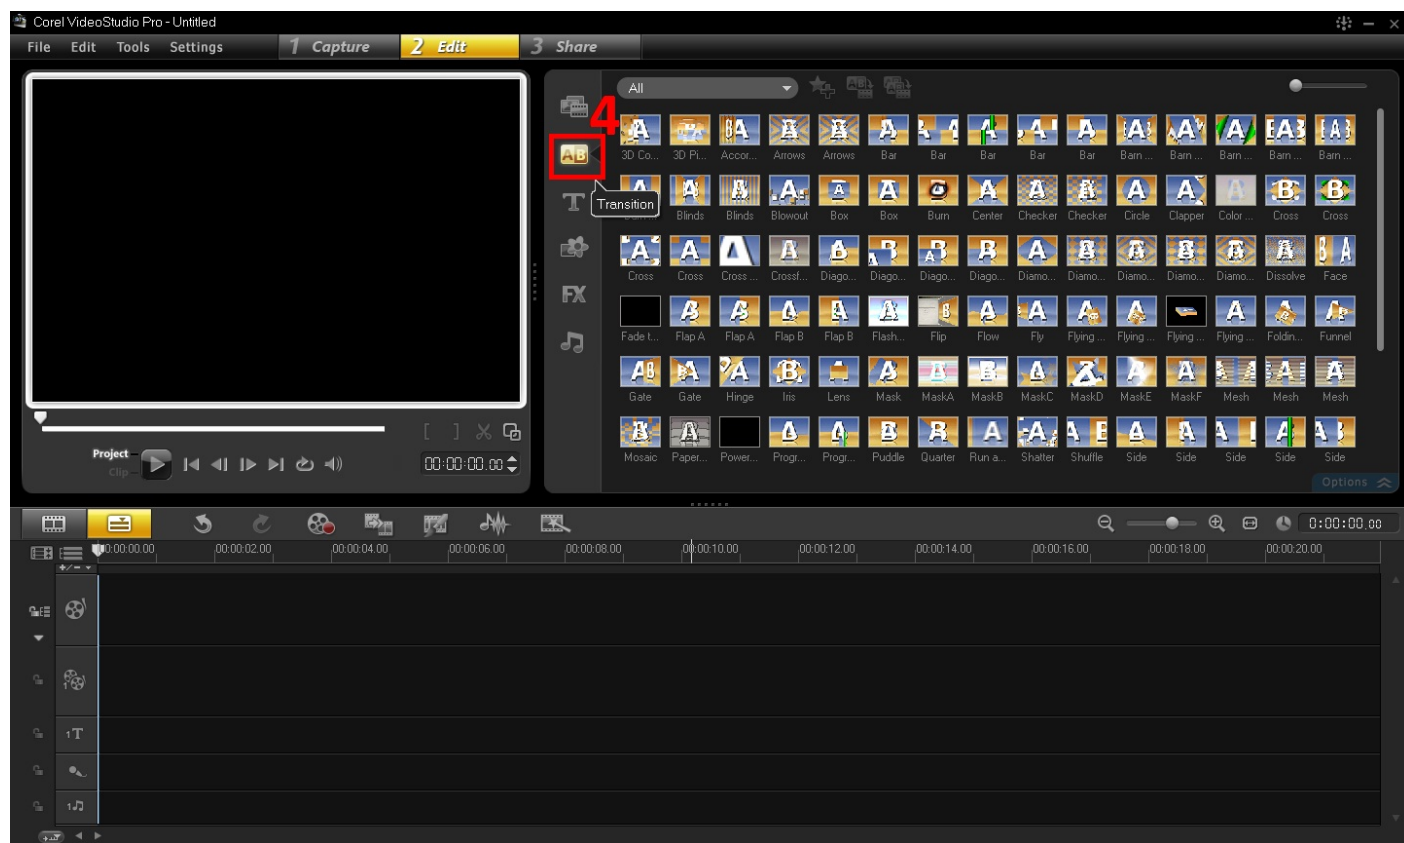 Corel VideoStudio Pro - Untitled
File Edit Tools Settings 1 Capture 2 Edit 3 Share
All
4
AB
Transition
T
FX
3D Co... 3D Pi... Accor... Arrows Arrows Bar Bar Bar Bar Bar Barn ... Barn ... Barn ... Barn ... Barn ...
Blinds Blinds Blowout Box Box Burn Center Checker Checker Circle Clapper Color ... Cross Cross
Cross Cross Cross ... Crossf... Diago... Diago... Diago... Diago... Diamo... Diamo... Diamo... Diamo... Diamo... Dissolve Face
Fade t... Flap A Flap A Flap B Flap B Flash... Flip Flow Fly Flying ... Flying ... Flying ... Flying ... Foldin... Funnel
Gate Gate Hinge Iris Lens Mask MaskA MaskB MaskC MaskD MaskE MaskF Mesh Mesh Mesh
Mosaic Paper... Power... Progr... Progr... Puddle Quarter Run a... Shatter Shuffle Side Side Side Side Side
Options
Project
Clip
00:00:00.00
0:00:00.00
0:00:00.00 00:00:02.00 00:00:04.00 00:00:06.00 00:00:08.00 00:00:10.00 00:00:12.00 00:00:14.00 00:00:16.00 00:00:18.00 00:00:20.00
+/-
1
1T
1